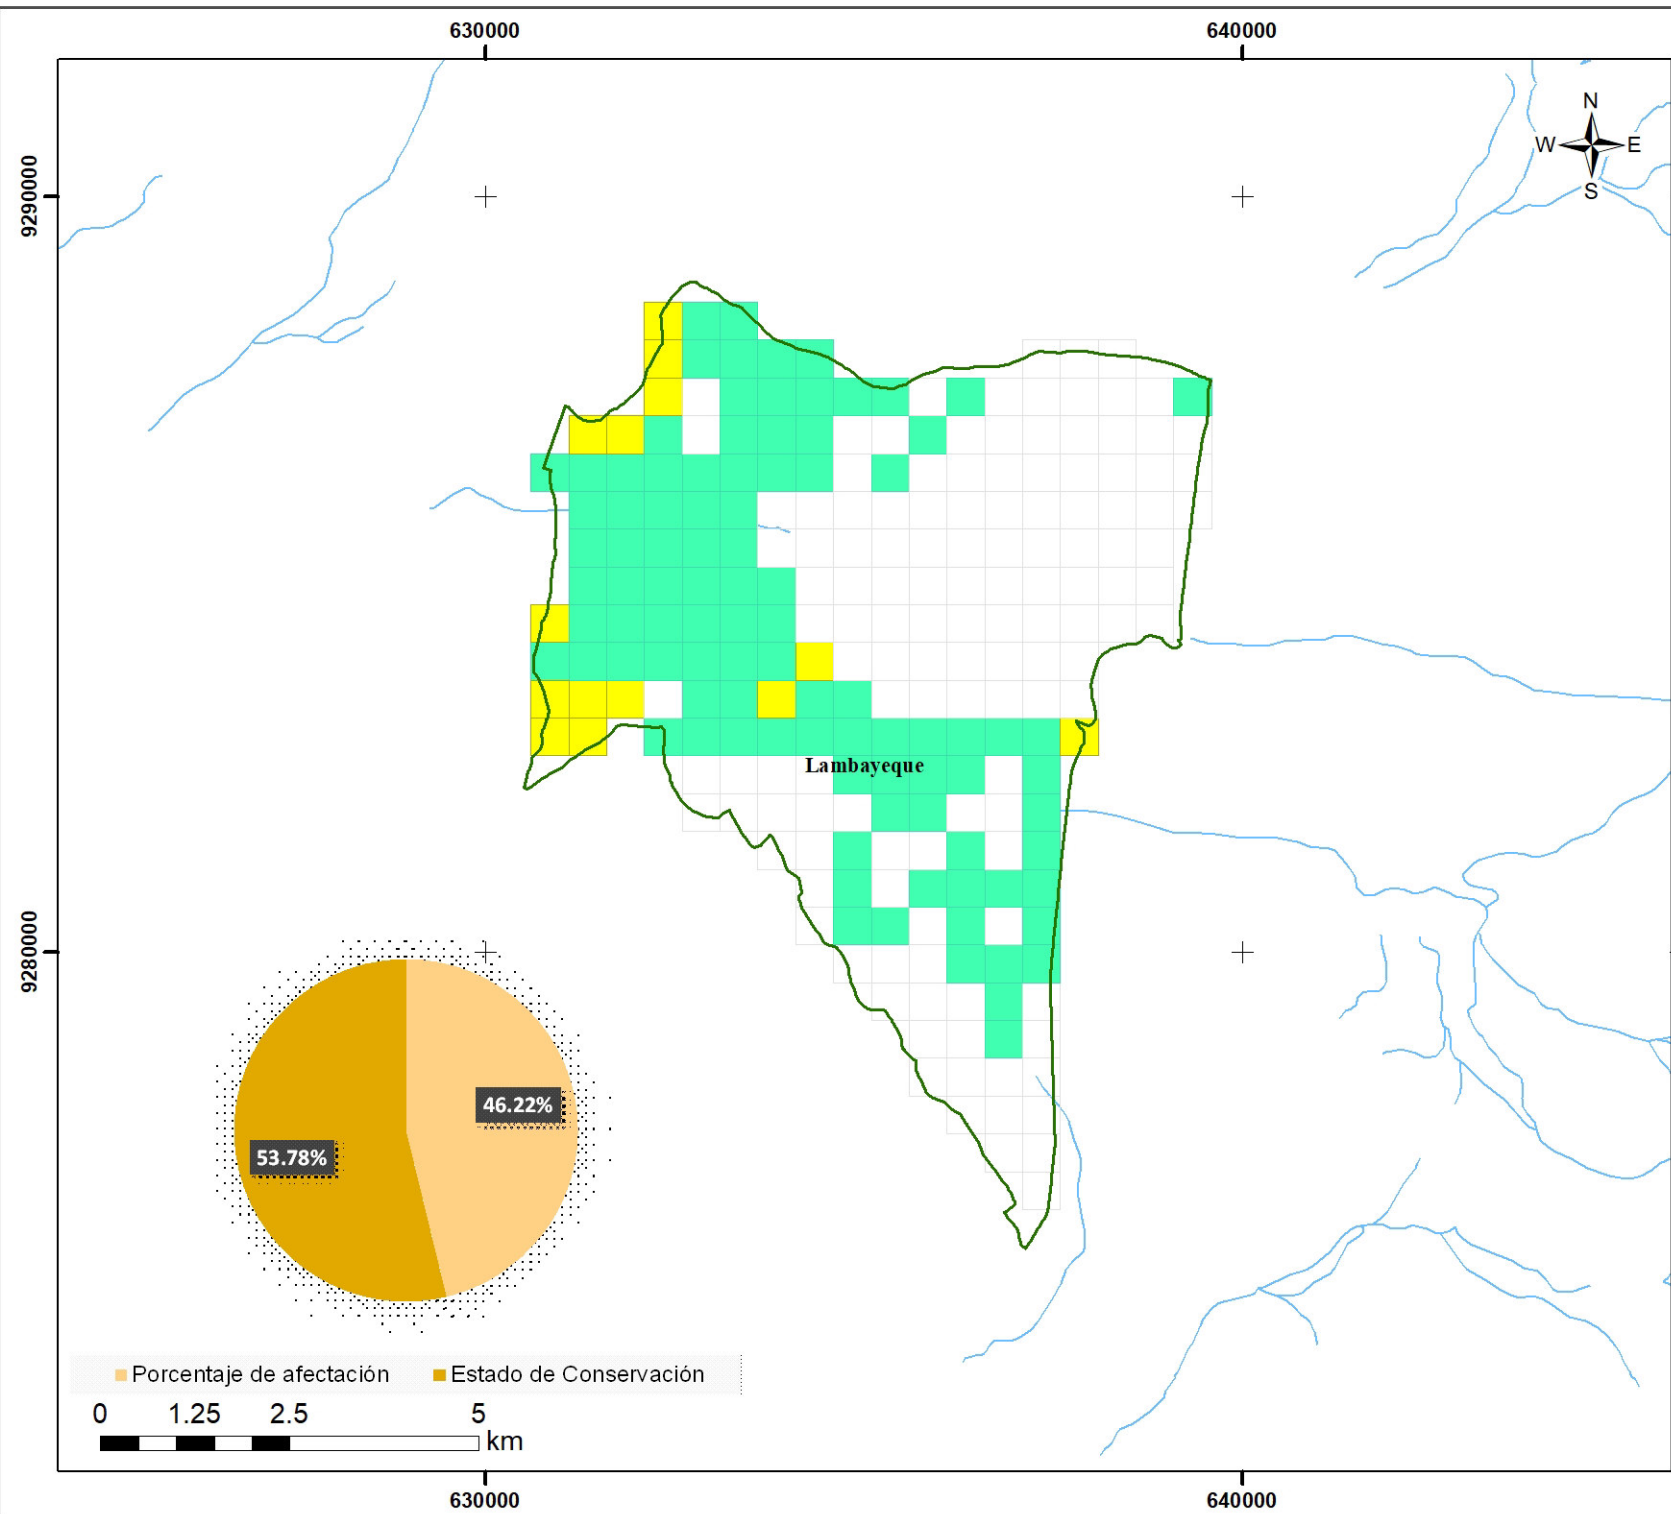 630000
640000
N
W
E
S
9290000
Lambayeque
9280000
46.22%
53.78%
Porcentaje de afectación
Estado de Conservación
0 1.25 2.5 5
km
630000
640000